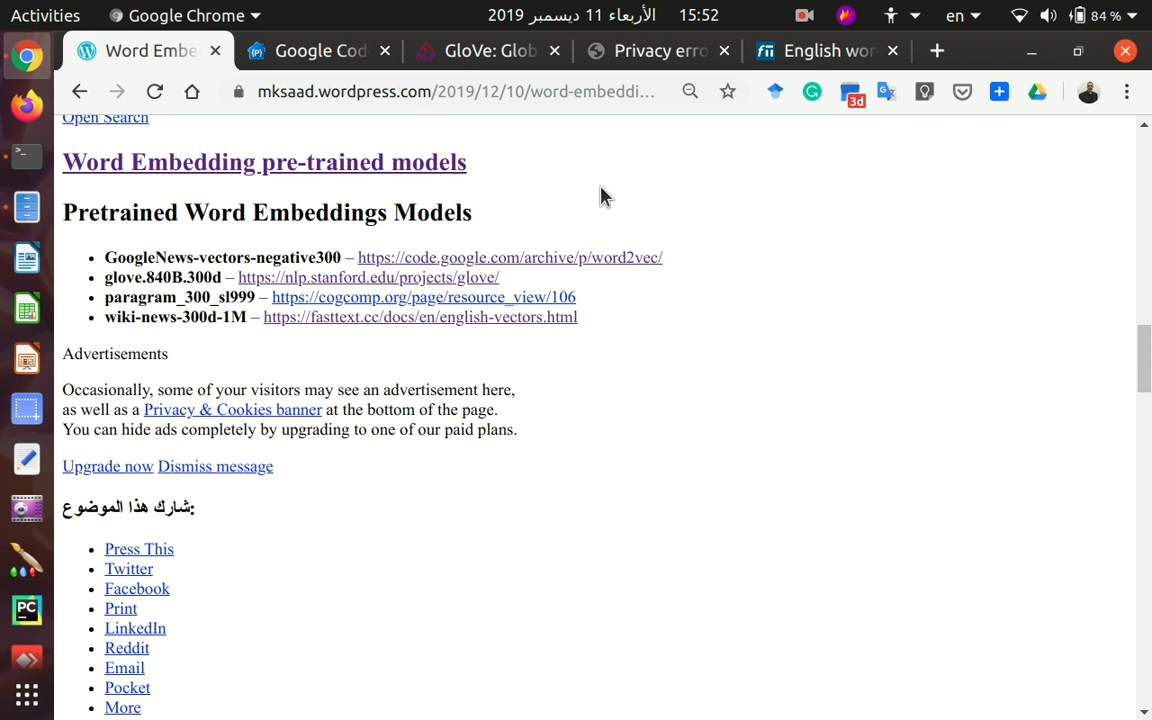 Activities Google Chrome ▾ الأربعاء 11 ديسمبر 2019 15:52 en ▾ 84 % ▾
Word Embe Google Cod GloVe: Glob Privacy erro English wor
mksaad.wordpress.com/2019/12/10/word-embeddi... 3d
Open Search
Word Embedding pre-trained models
Pretrained Word Embeddings Models
• GoogleNews-vectors-negative300 – https://code.google.com/archive/p/word2vec/
• glove.840B.300d – https://nlp.stanford.edu/projects/glove/
• paragram_300_sl999 – https://cogcomp.org/page/resource_view/106
• wiki-news-300d-1M – https://fasttext.cc/docs/en/english-vectors.html
Advertisements
Occasionally, some of your visitors may see an advertisement here,
as well as a Privacy & Cookies banner at the bottom of the page.
You can hide ads completely by upgrading to one of our paid plans.
Upgrade now Dismiss message
شارك هذا الموضوع:
• Press This
• Twitter
• Facebook
• Print
• LinkedIn
• Reddit
• Email
• Pocket
• More